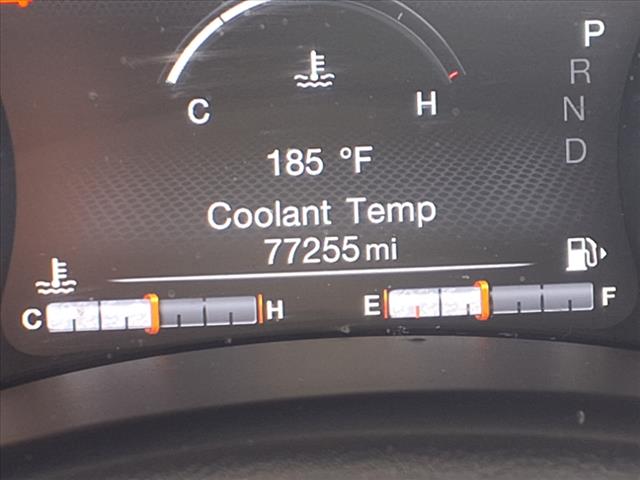 P
R
N
D
C H
185 °F
Coolant Temp
77255 mi
C H E F